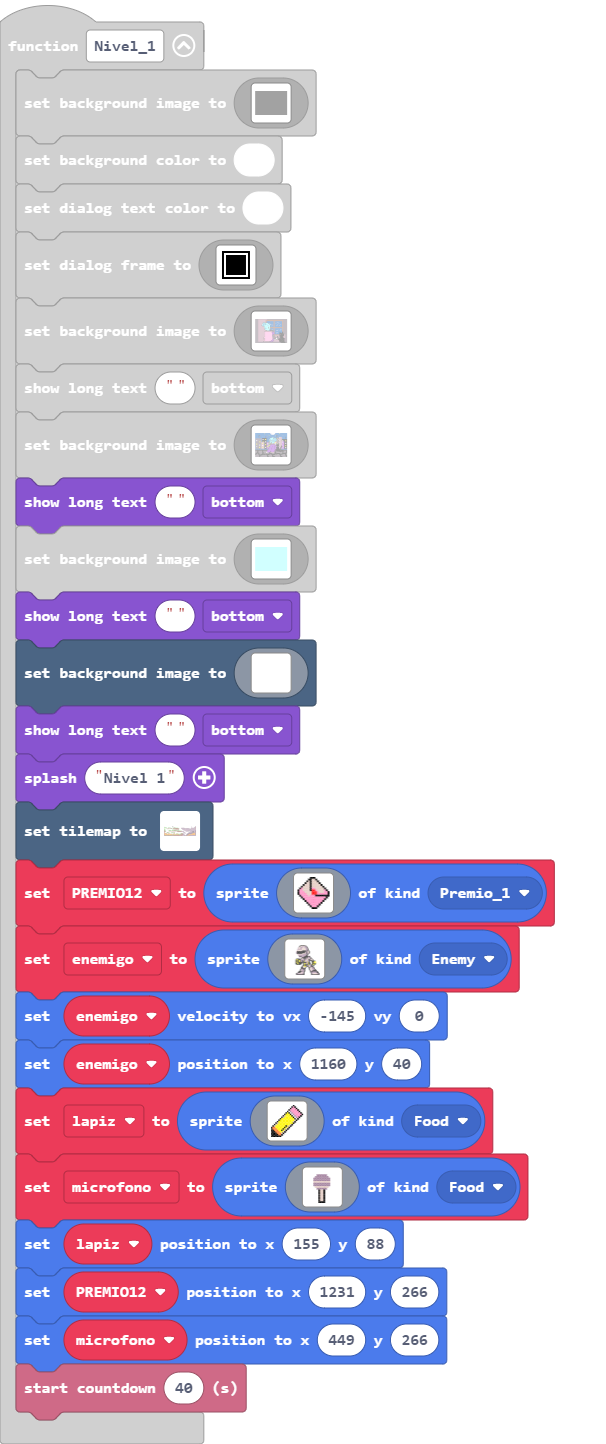 function Nivel_1
set background image to
set background color to
set dialog text color to
set dialog frame to
set background image to
show long text " " bottom
set background image to
show long text " " bottom
set background image to
show long text " " bottom
set background image to
show long text " " bottom
splash "Nivel 1"
set tilemap to
set PREMIO12 to sprite of kind Premio_1
set enemigo to sprite of kind Enemy
set enemigo velocity to vx -145 vy 0
set enemigo position to x 1160 y 40
set lapiz to sprite of kind Food
set microfono to sprite of kind Food
set lapiz position to x 155 y 88
set PREMIO12 position to x 1231 y 266
set microfono position to x 449 y 266
start countdown 40 (s)